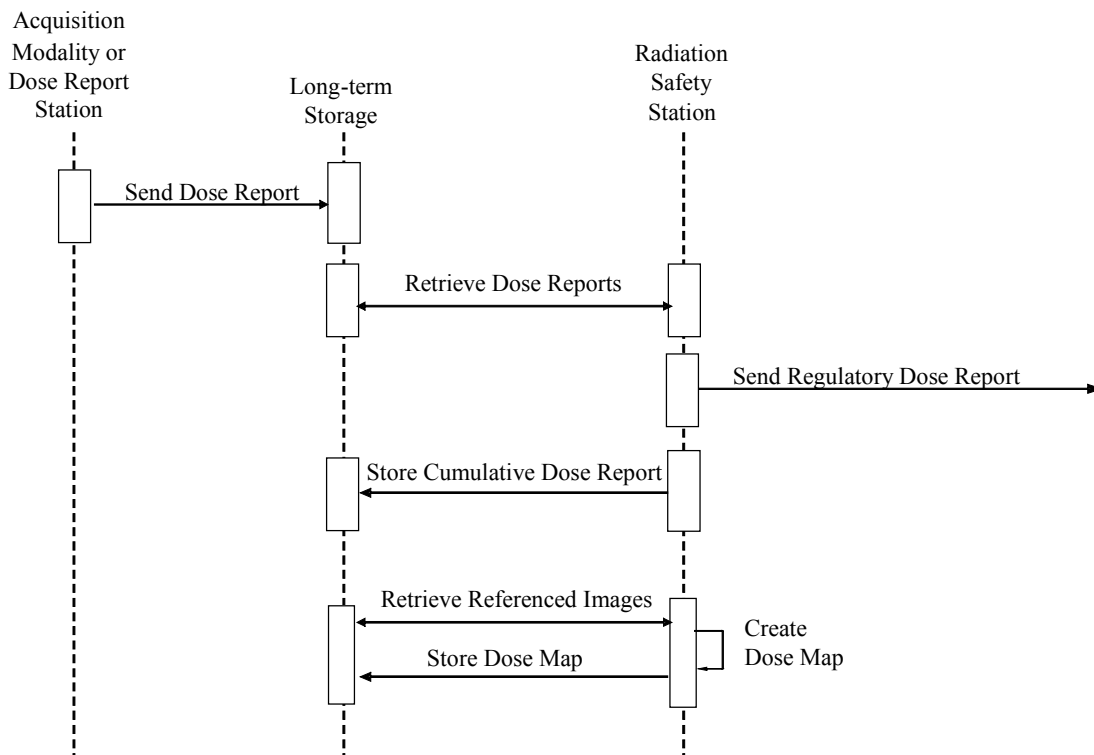 Acquisition
Modality or
Dose Report
Station
Long-term
Storage
Radiation
Safety
Station
Send Dose Report
Retrieve Dose Reports
Send Regulatory Dose Report
Store Cumulative Dose Report
Retrieve Referenced Images
Create
Dose Map
Store Dose Map